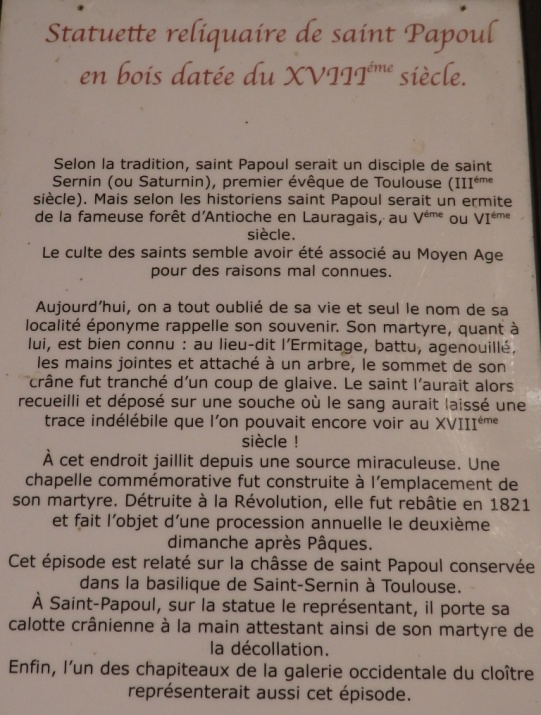 Statuette reliquaire de saint Papoul
en bois datée du XVIIIéme siècle.
Selon la tradition, saint Papoul serait un disciple de saint
Sernin (ou Saturnin), premier évêque de Toulouse (IIIéme
siècle). Mais selon les historiens saint Papoul serait un ermite
de la fameuse forêt d'Antioche en Lauragais, au Véme ou VIéme
siècle.
Le culte des saints semble avoir été associé au Moyen Age
pour des raisons mal connues.
Aujourd'hui, on a tout oublié de sa vie et seul le nom de sa
localité éponyme rappelle son souvenir. Son martyre, quant à
lui, est bien connu : au lieu-dit l'Ermitage, battu, agenouillé,
les mains jointes et attaché à un arbre, le sommet de son
crâne fut tranché d'un coup de glaive. Le saint l'aurait alors
recueilli et déposé sur une souche où le sang aurait laissé une
trace indélébile que l'on pouvait encore voir au XVIIIéme
siècle !
À cet endroit jaillit depuis une source miraculeuse. Une
chapelle commémorative fut construite à l'emplacement de
son martyre. Détruite à la Révolution, elle fut rebâtie en 1821
et fait l'objet d'une procession annuelle le deuxième
dimanche après Pâques.
Cet épisode est relaté sur la châsse de saint Papoul conservée
dans la basilique de Saint-Sernin à Toulouse.
À Saint-Papoul, sur la statue le représentant, il porte sa
calotte crânienne à la main attestant ainsi de son martyre de
la décollation.
Enfin, l'un des chapiteaux de la galerie occidentale du cloître
représenterait aussi cet épisode.